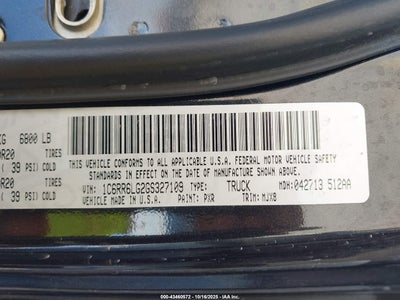 KG 6800 LB
R20 TIRES
( 39 PSI) COLD
R20 TIRES
( 39 PSI) COLD
THIS VEHICLE CONFORMS TO ALL
APPLICABLE U.S.A. FEDERAL MOTOR VEHICLE SAFETY
STANDARDS IN EFFECT ON THE DATE OF MANUFACTURE SHOWN ABOVE.
VIN: 1C6RR6LG2GS327109 TYPE: TRUCK MDH: 042713 512AA
VEHICLE MADE IN U.S.A. PAINT: PXR TRIM: MJX8
000-43460572 - 10/16/2025 - IAA Inc.